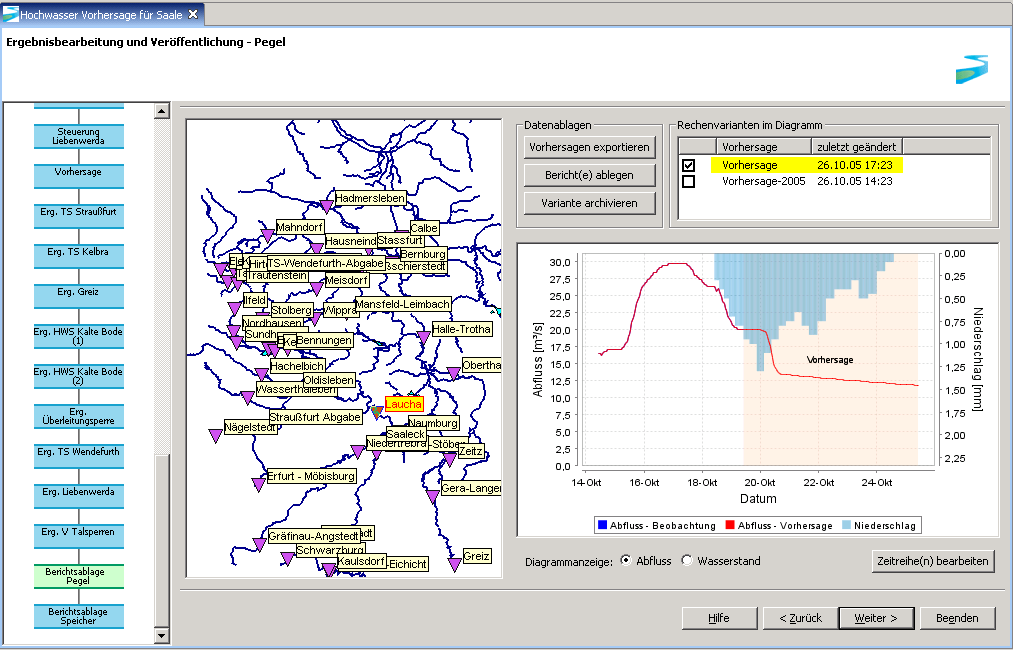 Hochwasser Vorhersage für Saale
Ergebnisbearbeitung und Veröffentlichung - Pegel
Steuerung
Liebenwerda
Vorhersage
Erg. TS Straußfurt
Erg. TS Kelbra
Erg. Greiz
Erg. HWS Kalte Bode
(1)
Erg. HWS Kalte Bode
(2)
Erg.
Überleitungsperre
Erg. TS Wendefurth
Erg. Liebenwerda
Erg. V Talsperren
Berichtsablage
Pegel
Berichtsablage
Speicher
Hadmersleben
Mahndorf
Calbe
Hausneind
Stassfurt
Bernburg
TS-Wendefurth-Abgabe
ßschierstedt
Trautenstein
Meisdorf
Ilfeld
Mansfeld-Leimbach
Stolberg
Wippra
Nordhausen
Halle-Trotha
Sundh
Bennungen
Hachelbich
Obertha
Oldisleben
Wasserthaleben
Laucha
Straußfurt Abgabe
Naumburg
Nägelstedt
Saaleck
Niedertrebra
-Stöbe
Zeitz
Erfurt - Möbisburg
Gera-Langen
Gräfinau-Angstedt
Schwarzburg
Kaulsdorf
-Eichicht
Greiz
Datenablagen
Vorhersagen exportieren
Bericht(e) ablegen
Variante archivieren
Rechenvarianten im Diagramm
Vorhersage zuletzt geändert
Vorhersage 26.10.05 17:23
Vorhersage-2005 26.10.05 14:23
Abfluss [m³/s]
30,0
27,5
25,0
22,5
20,0
17,5
15,0
12,5
10,0
7,5
5,0
2,5
0,0
Vorhersage
0,00
0,25
0,50
0,75
1,00
1,25
1,50
1,75
2,00
2,25
Niederschlag [mm]
14-Okt 16-Okt 18-Okt 20-Okt 22-Okt 24-Okt
Datum
Abfluss - Beobachtung Abfluss - Vorhersage Niederschlag
Diagrammanzeige: Abfluss Wasserstand
Zeitreihe(n) bearbeiten
Hilfe < Zurück Weiter > Beenden